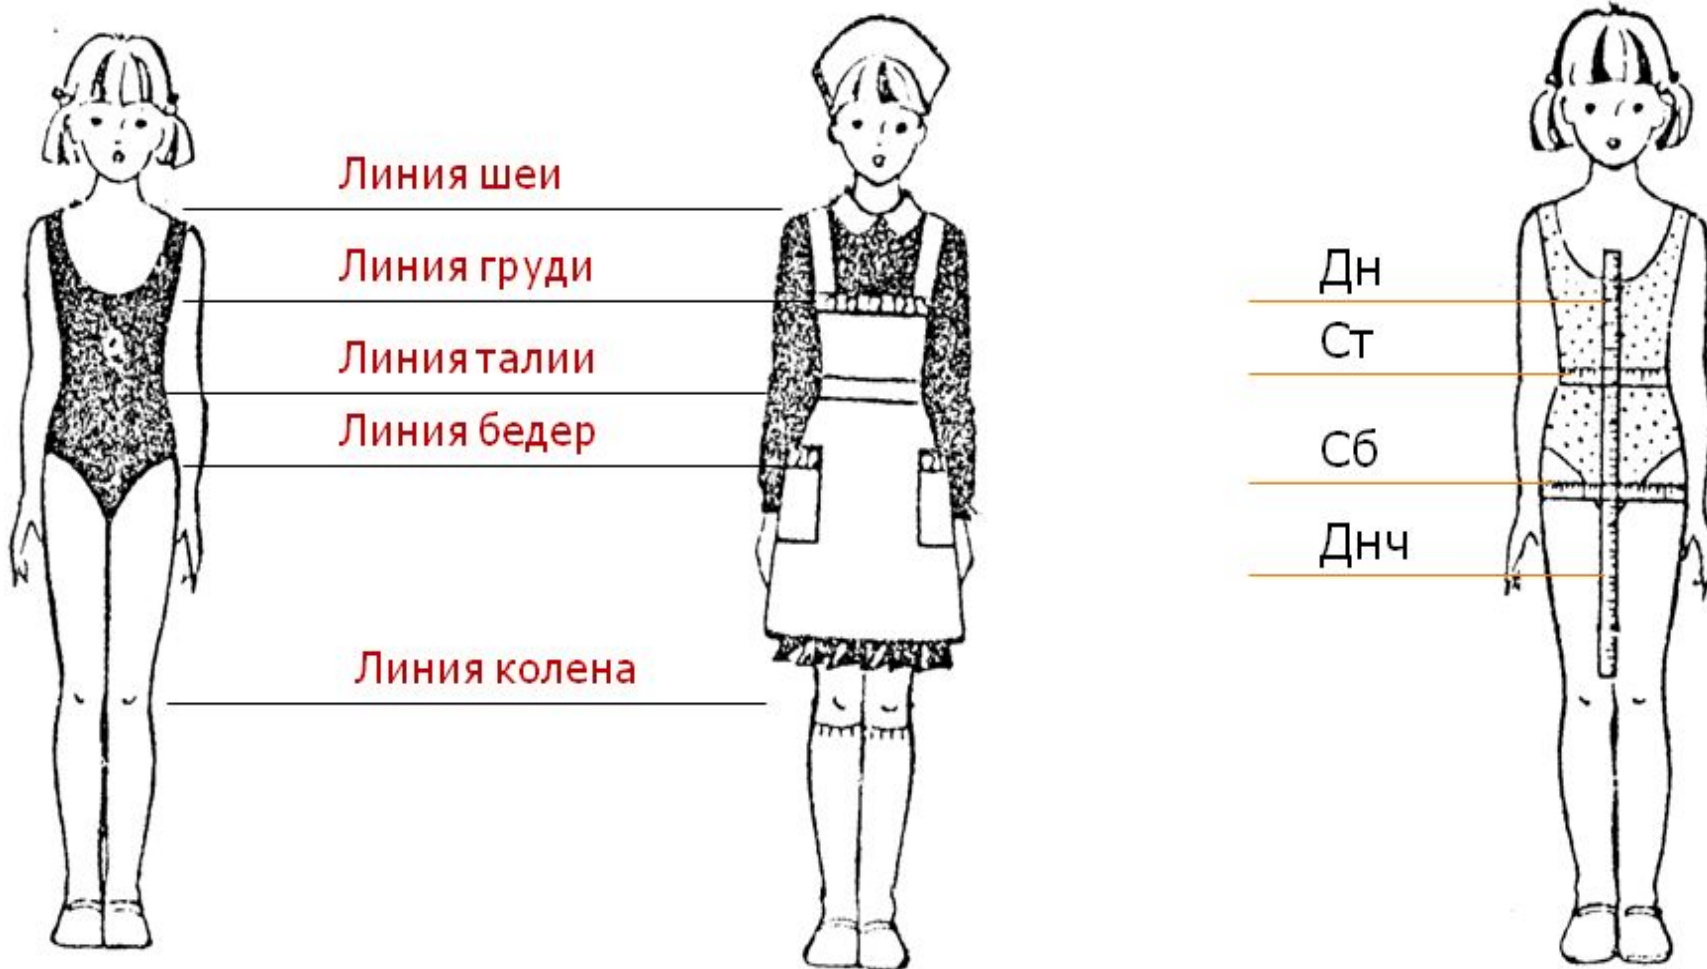 Линия шеи
Линия груди
Линия талии
Линия бедер
Линия колена
Дн
Ст
Сб
Днч